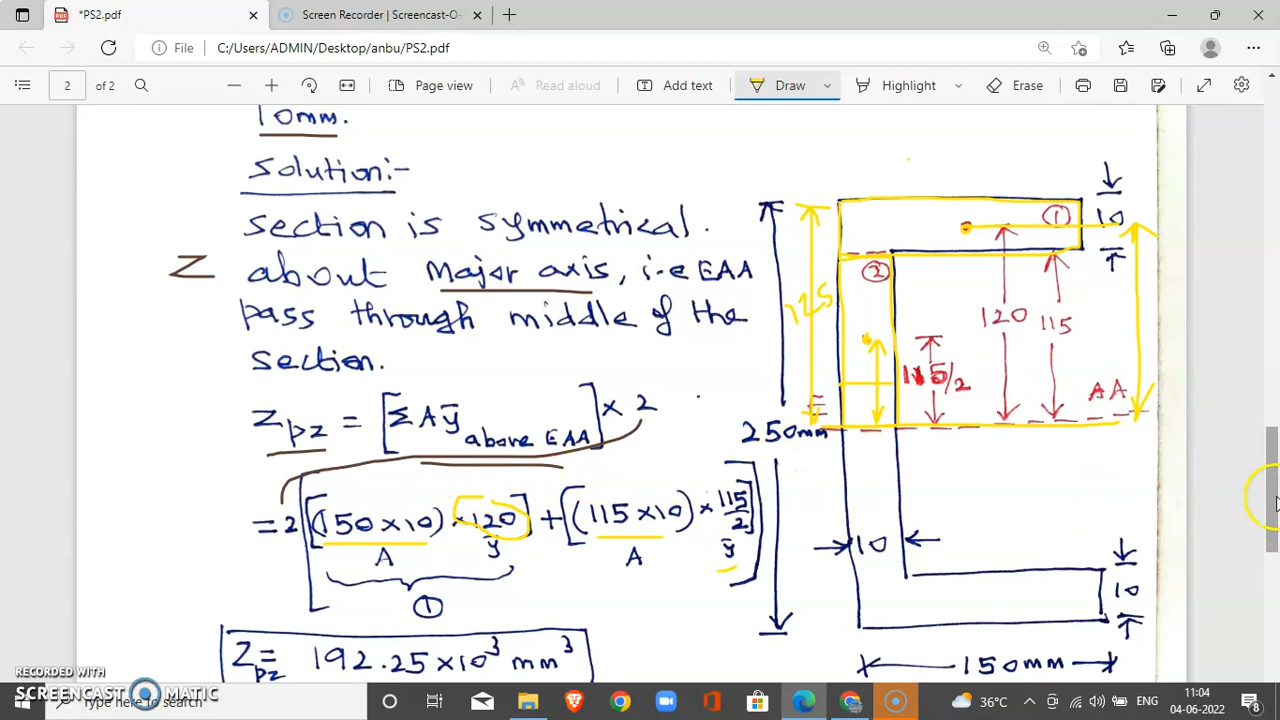 *PS2.pdf
Screen Recorder | Screencast-O-
File
C:/Users/ADMIN/Desktop/anbu/PS2.pdf
2 of 2
Page view
Read aloud
Add text
Draw
Highlight
Erase
10mm.
Solution:-
Section is symmetrical
Z about Major axis, i.e EAA
pass through middle of the
section.
Zpz = [ΣAȳ above EAA] × 2
= 2 [[(150×10) × 120] + [(115×10) × 115/2]]
A ȳ A ȳ
①
Zpz = 192.25×10³ mm³
①
10
②
125
120
115
115/2
AA
250mm
10
10
150mm
RECORDED WITH
SCREENCAST MATIC
Type here to search
36°C
ENG
11:04
04-06-2022
8